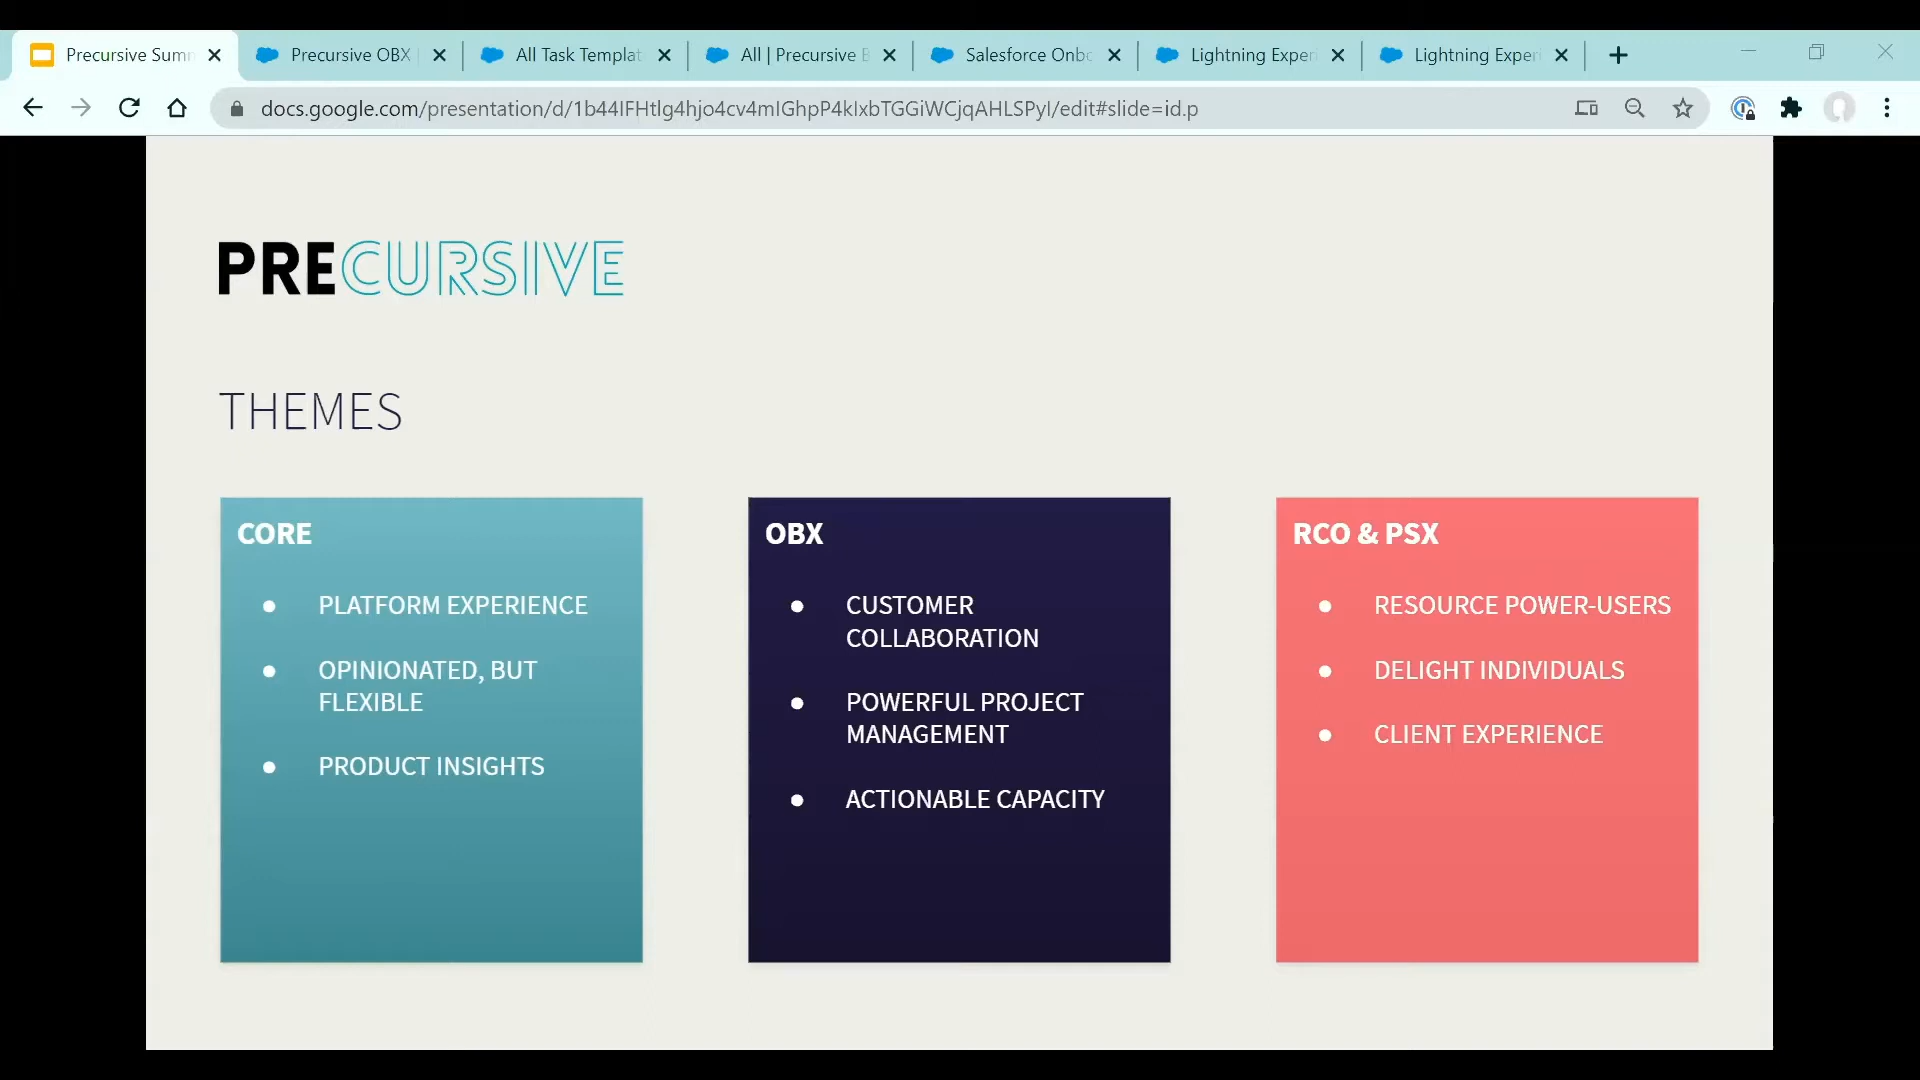 Precursive Sum
Precursive OBX
All Task Templat
All | Precursive B
Salesforce Onbo
Lightning Exper
Lightning Exper
docs.google.com/presentation/d/1b44IFHtlg4hjo4cv4mIGhpP4kIxbTGGiWCjqAHLSPyI/edit#slide=id.p
PRECURSIVE
THEMES
CORE
PLATFORM EXPERIENCE
OPINIONATED, BUT
FLEXIBLE
PRODUCT INSIGHTS
OBX
CUSTOMER
COLLABORATION
POWERFUL PROJECT
MANAGEMENT
ACTIONABLE CAPACITY
RCO & PSX
RESOURCE POWER-USERS
DELIGHT INDIVIDUALS
CLIENT EXPERIENCE